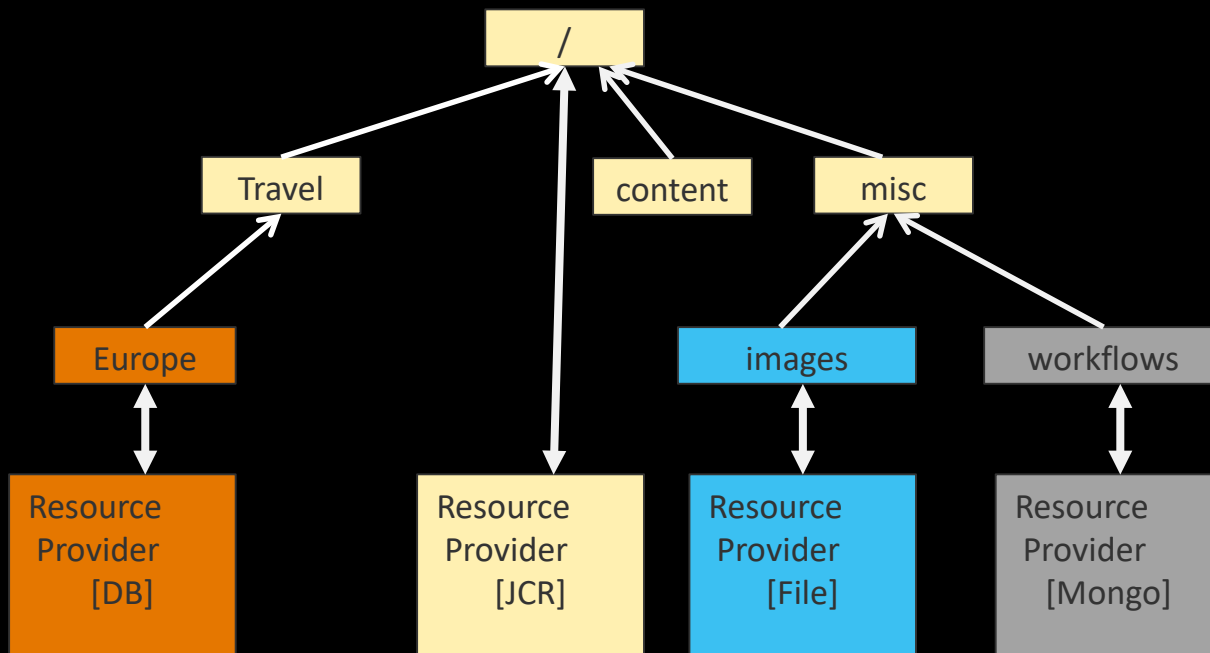 /
Travel
content
misc
Europe
images
workflows
Resource
Provider
[DB]
Resource
Provider
[JCR]
Resource
Provider
[File]
Resource
Provider
[Mongo]